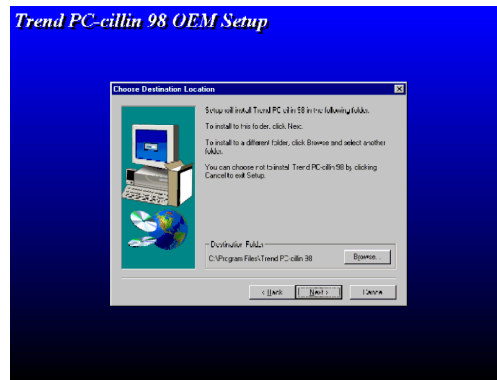 Trend PC-cillin 98 OEM Setup
Choose Destination Location
Setup will install Trend PC-cillin 98 in the following folder.
To install to this folder, click Next.
To install to a different folder, click Browse and select another
folder.
You can choose not to install Trend PC-cillin 98 by clicking
Cancel to exit Setup.
Destination Folder
C:\Program Files\Trend PC-cillin 98
Browse...
< Back
Next >
Cancel